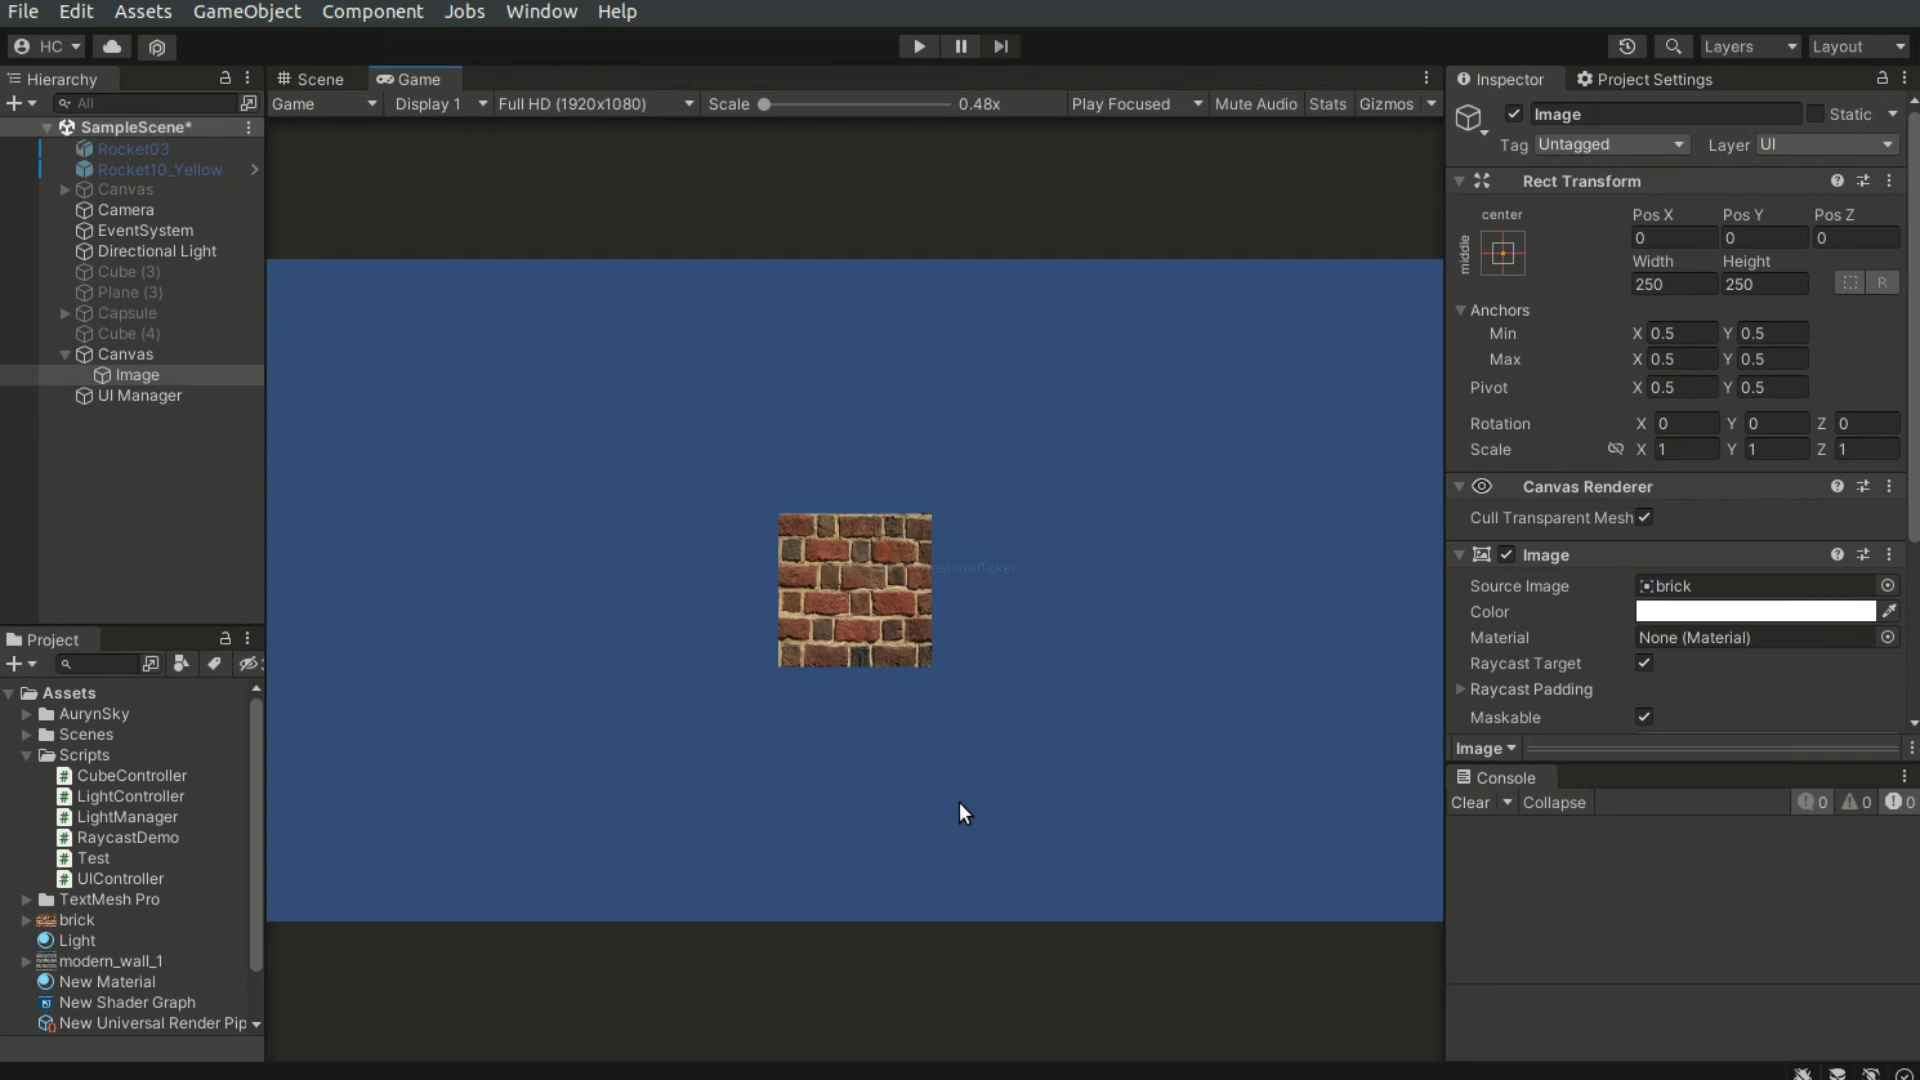 File Edit Assets GameObject Component Jobs Window Help
HC Layers Layout
Hierarchy
All
SampleScene*
Rocket03
Rocket10_Yellow
Canvas
Camera
EventSystem
Directional Light
Cube (3)
Plane (3)
Capsule
Cube (4)
Canvas
Image
UI Manager
Project
Assets
AurynSky
Scenes
Scripts
CubeController
LightController
LightManager
RaycastDemo
Test
UIController
TextMesh Pro
brick
Light
modern_wall_1
New Material
New Shader Graph
New Universal Render Pip
Scene Game
Game Display 1 Full HD (1920x1080) Scale 0.48x Play Focused Mute Audio Stats Gizmos
Inspector Project Settings
Image Static
Tag Untagged Layer UI
Rect Transform
center
middle
Pos X Pos Y Pos Z
0 0 0
Width Height
250 250 R
Anchors
Min X 0.5 Y 0.5
Max X 0.5 Y 0.5
Pivot X 0.5 Y 0.5
Rotation X 0 Y 0 Z 0
Scale X 1 Y 1 Z 1
Canvas Renderer
Cull Transparent Mesh
Image
Source Image brick
Color
Material None (Material)
Raycast Target
Raycast Padding
Maskable
Image
Console
Clear Collapse 0 0 0